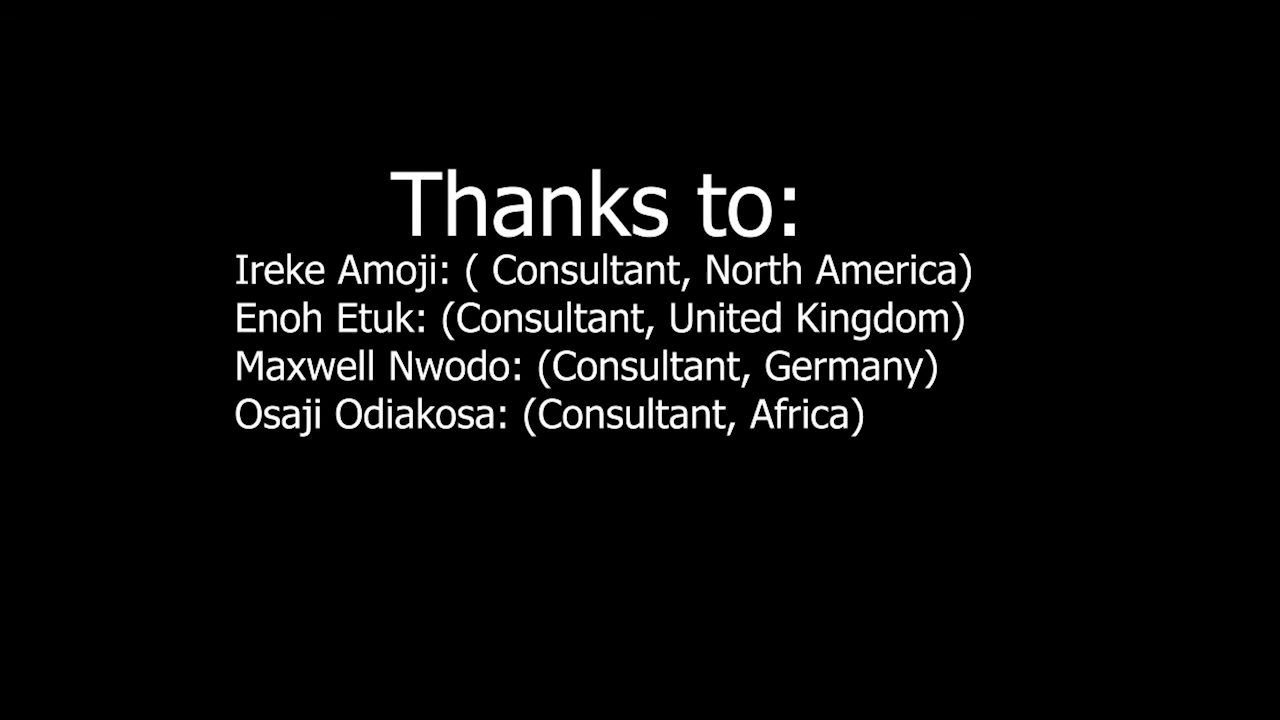 Thanks to:
Ireke Amoji: ( Consultant, North America)
Enoh Etuk: (Consultant, United Kingdom)
Maxwell Nwodo: (Consultant, Germany)
Osaji Odiakosa: (Consultant, Africa)